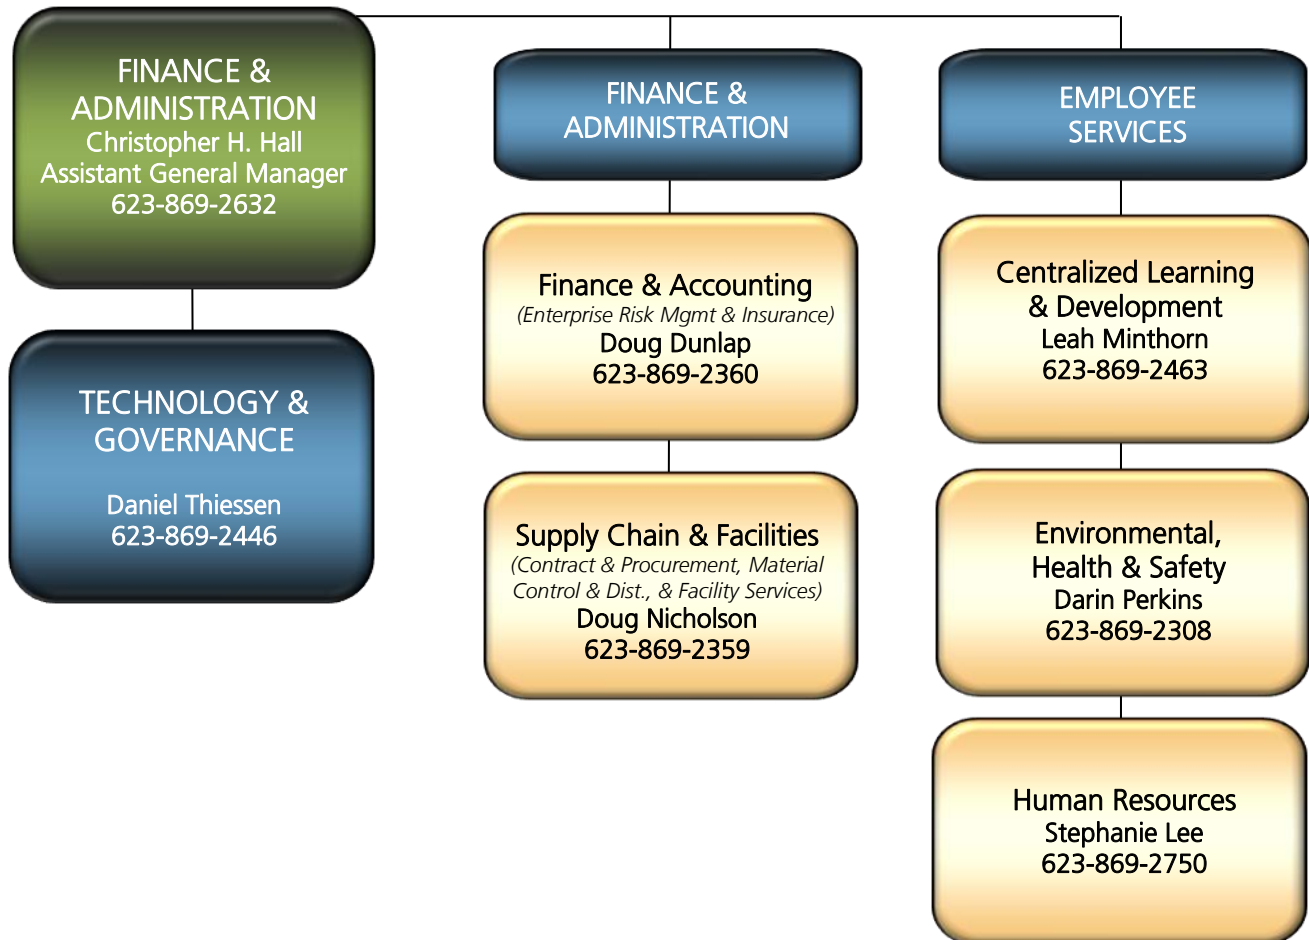 FINANCE &
ADMINISTRATION
Christopher H. Hall
Assistant General Manager
623-869-2632
TECHNOLOGY &
GOVERNANCE
Daniel Thiessen
623-869-2446
FINANCE &
ADMINISTRATION
Finance & Accounting
(Enterprise Risk Mgmt & Insurance)
Doug Dunlap
623-869-2360
Supply Chain & Facilities
(Contract & Procurement, Material
Control & Dist., & Facility Services)
Doug Nicholson
623-869-2359
EMPLOYEE
SERVICES
Centralized Learning
& Development
Leah Minthorn
623-869-2463
Environmental,
Health & Safety
Darin Perkins
623-869-2308
Human Resources
Stephanie Lee
623-869-2750